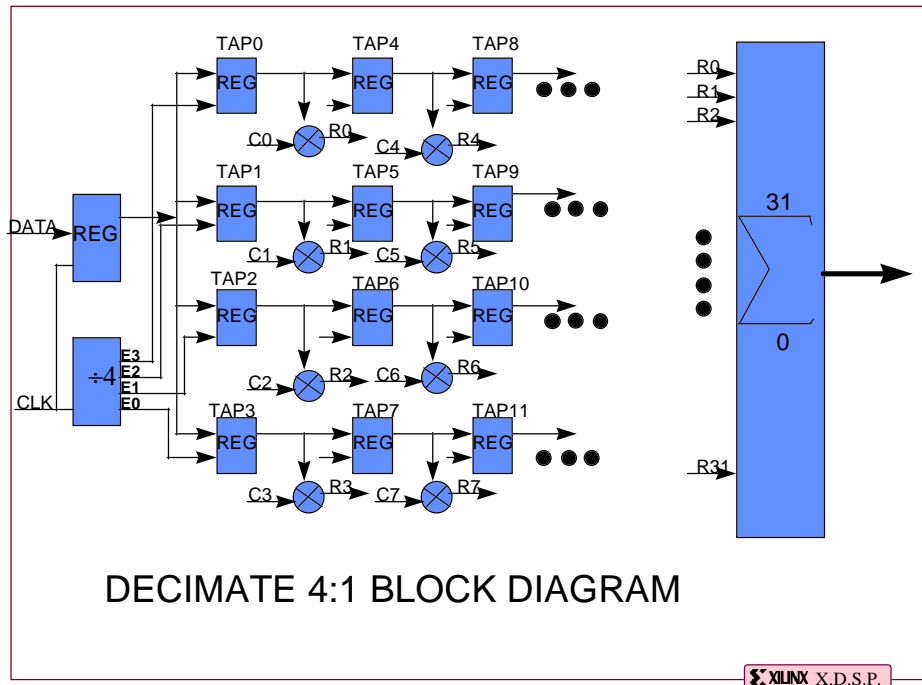 TAP0 TAP4 TAP8
REG REG REG
C0 R0 C4 R4
TAP1 TAP5 TAP9
REG REG REG
C1 R1 C5 R5
TAP2 TAP6 TAP10
REG REG REG
C2 R2 C6 R6
TAP3 TAP7 TAP11
REG REG REG
C3 R3 C7 R7
DATA
REG
÷4
E3
E2
E1
E0
CLK
R0
R1
R2
31
0
R31
DECIMATE 4:1 BLOCK DIAGRAM
XILINX X.D.S.P.